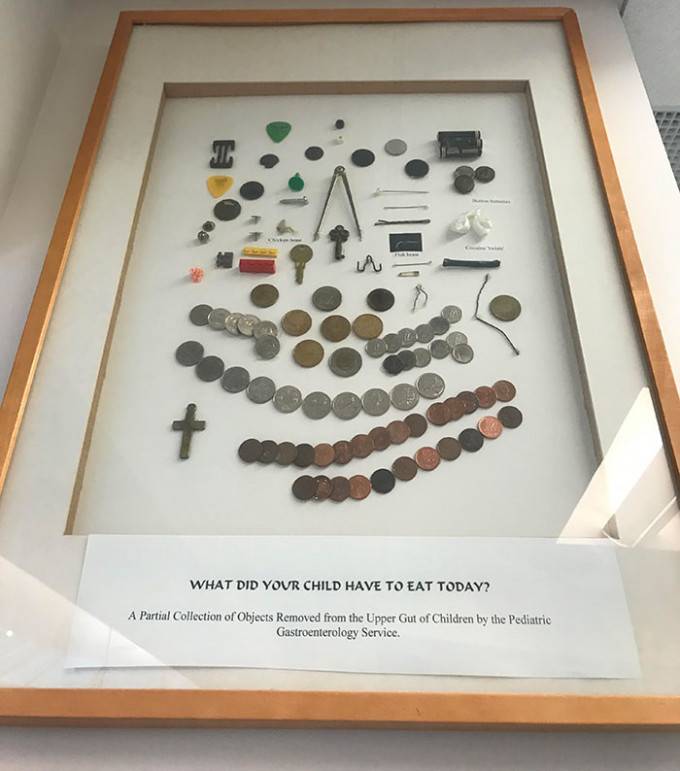 Button batteries
Chicken bone
Cocaine
Fish bone
WHAT DID YOUR CHILD HAVE TO EAT TODAY?
A Partial Collection of Objects Removed from the Upper Gut of Children by the Pediatric
Gastroenterology Service.